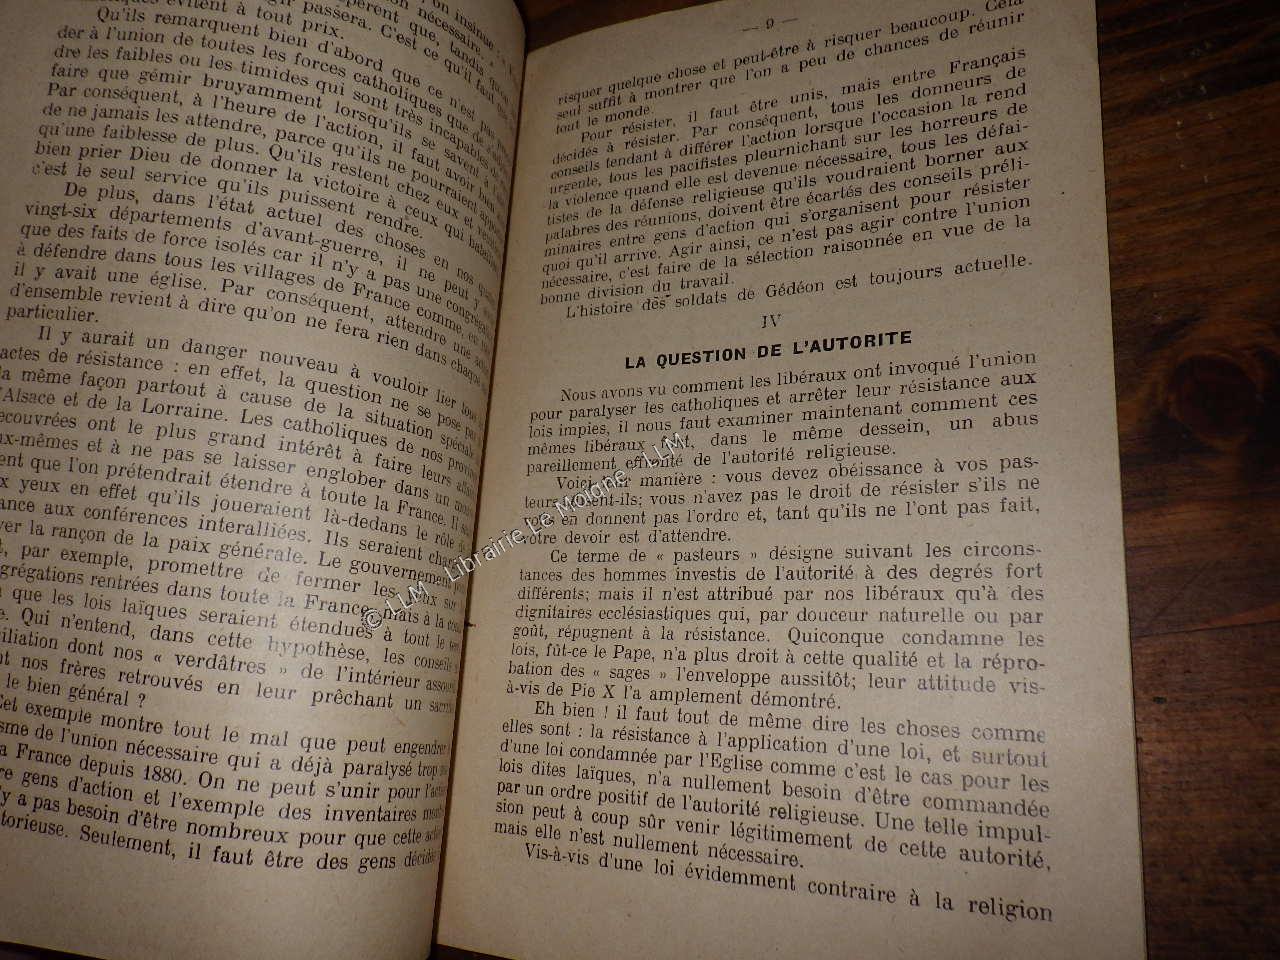 on insinue
nécessaire
évitent à tout prix.
passera. C'est ce qu'il faut
Qu'ils remarquent bien d'abord que ce n'est pas
der à l'union de toutes les forces catholiques que de
dre les faibles ou les timides qui sont très incapables de
faire que gémir bruyamment lorsqu'ils se savent à l'
Par conséquent, à l'heure de l'action, il faut avoir bien
de ne jamais les attendre, parce qu'ils ne pourraient
qu'une faiblesse de plus. Qu'ils restent chez eux et
bien prier Dieu de donner la victoire à ceux qui
c'est le seul service qu'ils puissent rendre.
De plus, dans l'état actuel des choses en nos
vingt-six départements d'avant-guerre, il ne peut y
que des faits de force isolés car il n'y a pas une
à défendre dans tous les villages de France comme
il y avait une église. Par conséquent, attendre une
d'ensemble revient à dire qu'on ne fera rien dans chaque
particulier.
Il y aurait un danger nouveau à vouloir lier
actes de résistance : en effet, la question ne se pose pas
la même façon partout à cause de la situation spéciale
l'Alsace et de la Lorraine. Les catholiques de nos
ecouvrées ont le plus grand intérêt à faire leurs
ux-mêmes et à ne pas se laisser englober dans un
ent que l'on prétendrait étendre à toute la France. Il
x yeux en effet qu'ils joueraient là-dedans le rôle
ance aux conférences interalliées. Ils seraient
yer la rançon de la paix générale. Le gouvernement
, par exemple, promettre de fermer les yeux sur
grégations rentrées dans toute la France, mais à la
que les lois laïques seraient étendues à tout le
e. Qui n'entend, dans cette hypothèse, les conseils
ciliation dont nos « verdâtres » de l'intérieur
nt nos frères retrouvés en leur prêchant un
le bien général ?
Cet exemple montre tout le mal que peut engendrer
isme de l'union nécessaire qui a déjà paralysé trop
a France depuis 1880. On ne peut s'unir pour l'
re gens d'action et l'exemple des inventaires
'y a pas besoin d'être nombreux pour que cette
torieuse. Seulement, il faut être des gens
— 9 —
risquer quelque chose et peut-être à risquer beaucoup. Cela
seul suffit à montrer que l'on a peu de chances de réunir
tout le monde.
Pour résister, il faut être unis, mais entre Français
décidés à résister. Par conséquent, tous les donneurs de
conseils tendant à différer l'action lorsque l'occasion la rend
urgente, tous les pacifistes pleurnichant sur les horreurs de
la violence quand elle est devenue nécessaire, tous les défai-
tistes de la défense religieuse qu'ils voudraient borner aux
palabres des réunions, doivent être écartés des conseils préli-
minaires entre gens d'action qui s'organisent pour résister
quoi qu'il arrive. Agir ainsi, ce n'est pas agir contre l'union
nécessaire, c'est faire de la sélection raisonnée en vue de la
bonne division du travail.
L'histoire des soldats de Gédéon est toujours actuelle.
IV
LA QUESTION DE L'AUTORITE
Nous avons vu comment les libéraux ont invoqué l'union
pour paralyser les catholiques et arrêter leur résistance aux
lois impies, il nous faut examiner maintenant comment ces
mêmes libéraux font, dans le même dessein, un abus
pareillement effronté de l'autorité religieuse.
Voici leur manière : vous devez obéissance à vos pas-
teurs, disent-ils; vous n'avez pas le droit de résister s'ils ne
vous en donnent pas l'ordre et, tant qu'ils ne l'ont pas fait,
votre devoir est d'attendre.
Ce terme de « pasteurs » désigne suivant les circons-
tances des hommes investis de l'autorité à des degrés fort
différents; mais il n'est attribué par nos libéraux qu'à des
dignitaires ecclésiastiques qui, par douceur naturelle ou par
goût, répugnent à la résistance. Quiconque condamne les
lois, fût-ce le Pape, n'a plus droit à cette qualité et la répro-
bation des « sages » l'enveloppe aussitôt; leur attitude vis-
à-vis de Pie X l'a amplement démontré.
Eh bien ! il faut tout de même dire les choses comme
elles sont : la résistance à l'application d'une loi, et surtout
d'une loi condamnée par l'Eglise comme c'est le cas pour les
lois dites laïques, n'a nullement besoin d'être commandée
par un ordre positif de l'autorité religieuse. Une telle impul-
sion peut à coup sûr venir légitimement de cette autorité,
mais elle n'est nullement nécessaire.
Vis-à-vis d'une loi évidemment contraire à la religion
© LLM - Librairie Le Moigne - LLM